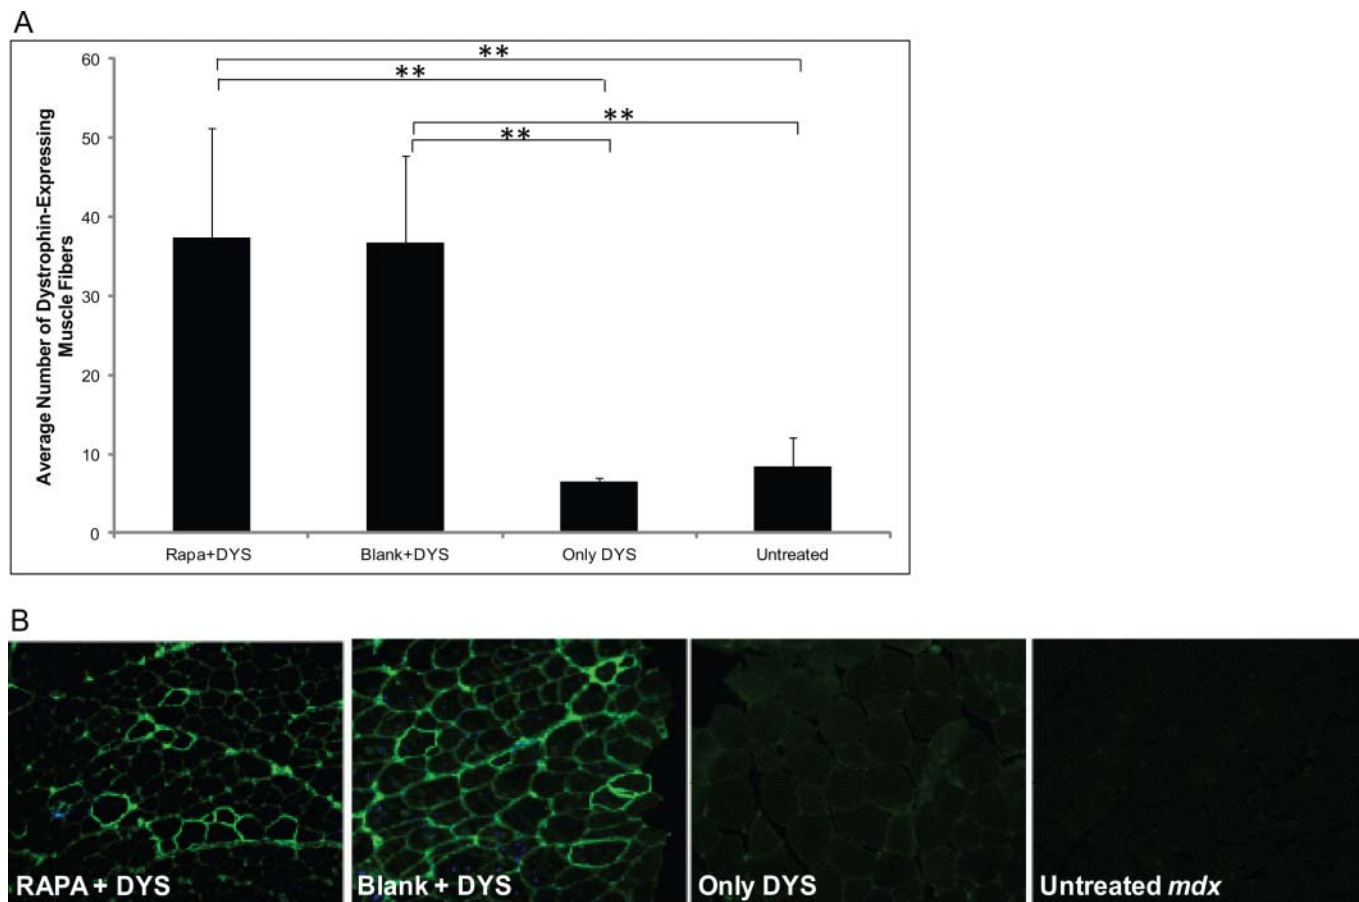 A
60
50
40
30
20
10
0
Average Number of Dystrophin-Expressing
Muscle Fibers
**
**
**
**
Rapa+DYS
Blank+DYS
Only DYS
Untreated
B
RAPA + DYS
Blank + DYS
Only DYS
Untreated mdx